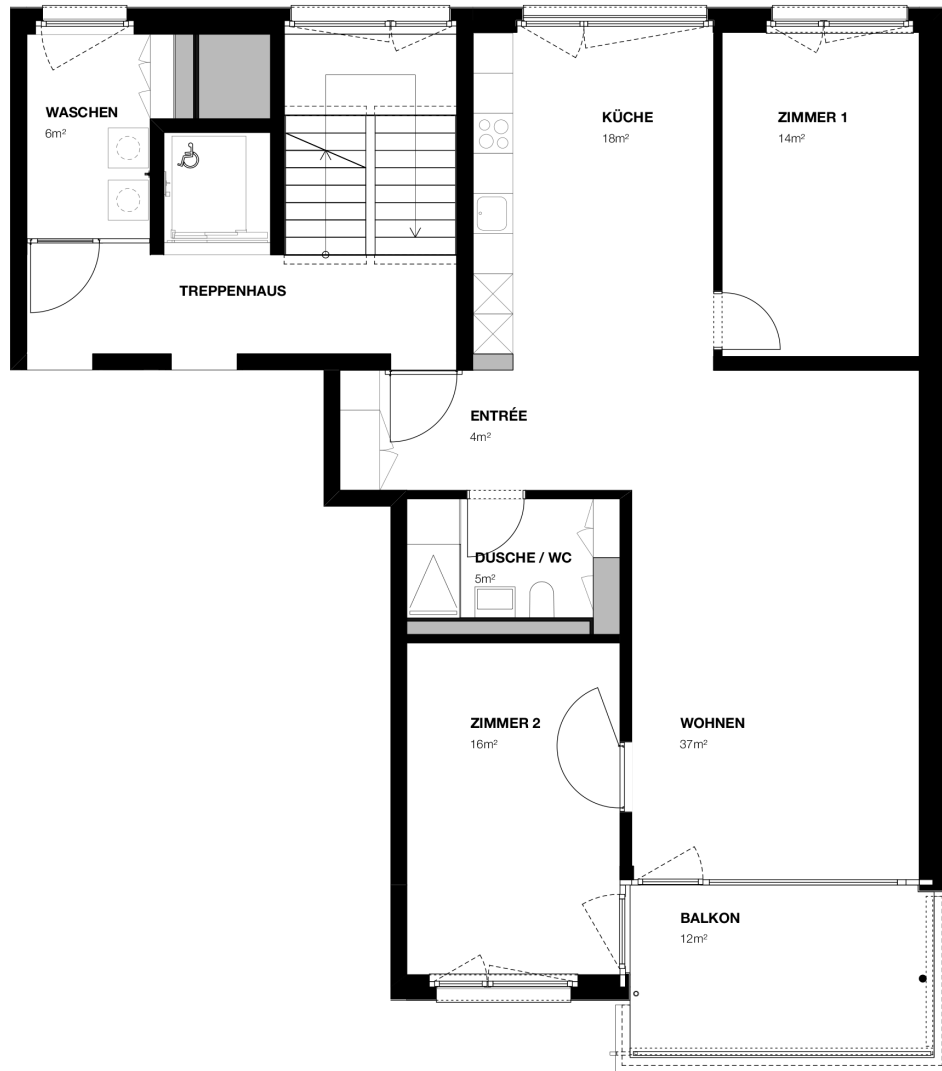 WASCHEN
6m²
KÜCHE
18m²
ZIMMER 1
14m²
TREPPENHAUS
ENTRÉE
4m²
DUSCHE / WC
5m²
ZIMMER 2
16m²
WOHNEN
37m²
BALKON
12m²